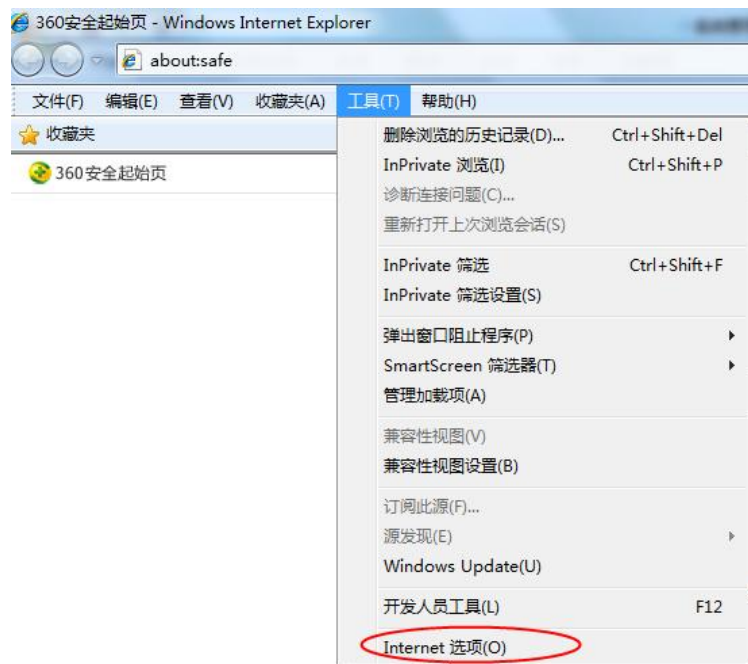 360安全起始页 - Windows Internet Explorer
about:safe
文件(F) 编辑(E) 查看(V) 收藏夹(A) 工具(T) 帮助(H)
收藏夹
360安全起始页
删除浏览的历史记录(D)... Ctrl+Shift+Del
InPrivate 浏览(I) Ctrl+Shift+P
诊断连接问题(C)...
重新打开上次浏览会话(S)
InPrivate 筛选 Ctrl+Shift+F
InPrivate 筛选设置(S)
弹出窗口阻止程序(P)
SmartScreen 筛选器(T)
管理加载项(A)
兼容性视图(V)
兼容性视图设置(B)
订阅此源(F)...
源发现(E)
Windows Update(U)
开发人员工具(L) F12
Internet 选项(O)